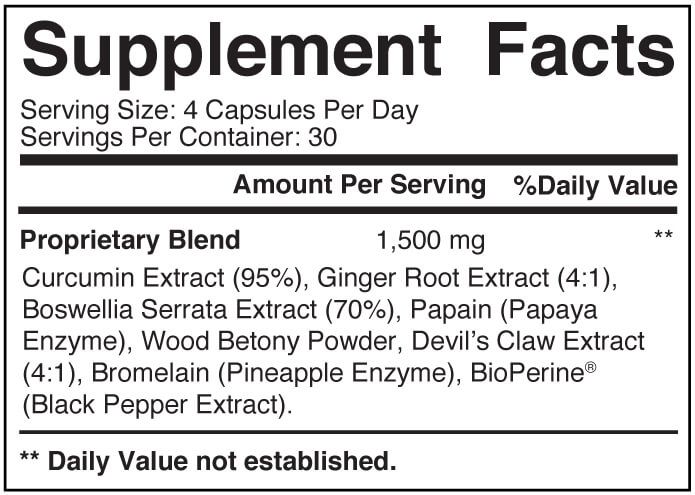 Supplement Facts
Serving Size: 4 Capsules Per Day
Servings Per Container: 30
Amount Per Serving %Daily Value
Proprietary Blend 1,500 mg **
Curcumin Extract (95%), Ginger Root Extract (4:1),
Boswellia Serrata Extract (70%), Papain (Papaya
Enzyme), Wood Betony Powder, Devil’s Claw Extract
(4:1), Bromelain (Pineapple Enzyme), BioPerine®
(Black Pepper Extract).
** Daily Value not established.